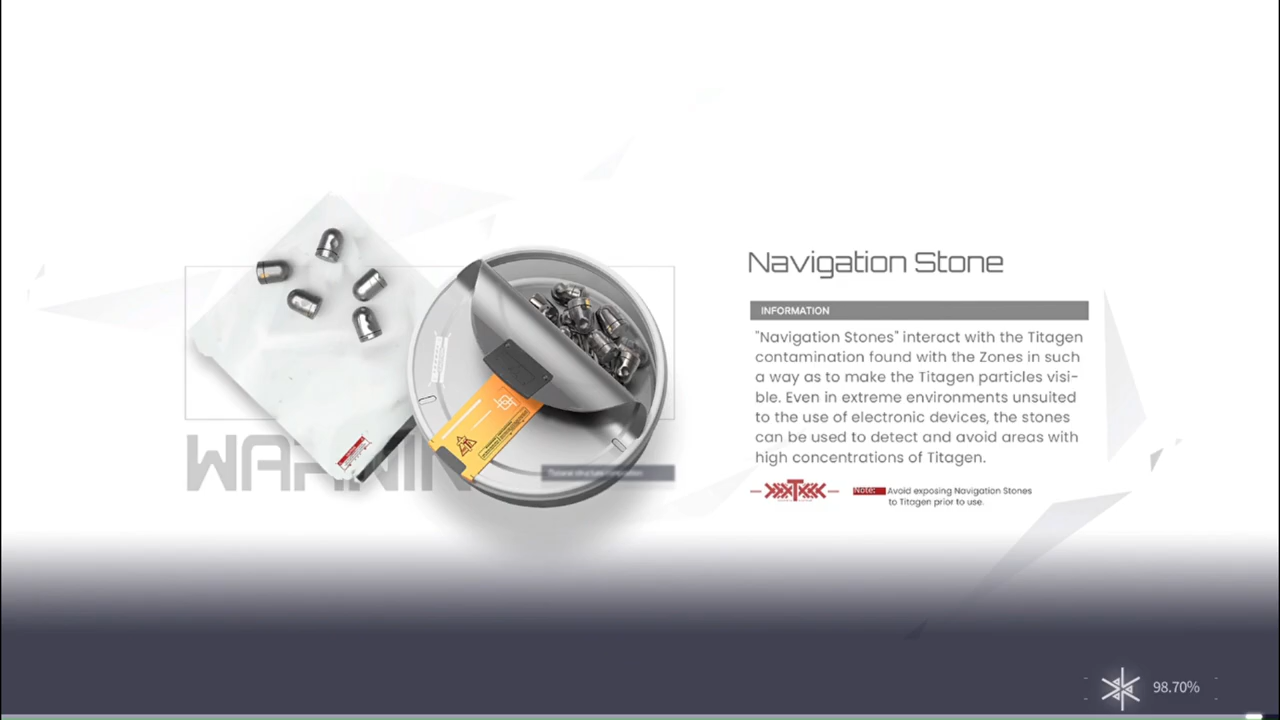 Navigation Stone
INFORMATION
"Navigation Stones" interact with the Titagen
contamination found with the Zones in such
a way as to make the Titagen particles visi-
ble. Even in extreme environments unsuited
to the use of electronic devices, the stones
can be used to detect and avoid areas with
high concentrations of Titagen.
Note: Avoid exposing Navigation Stones
to Titagen prior to use.
98.70%